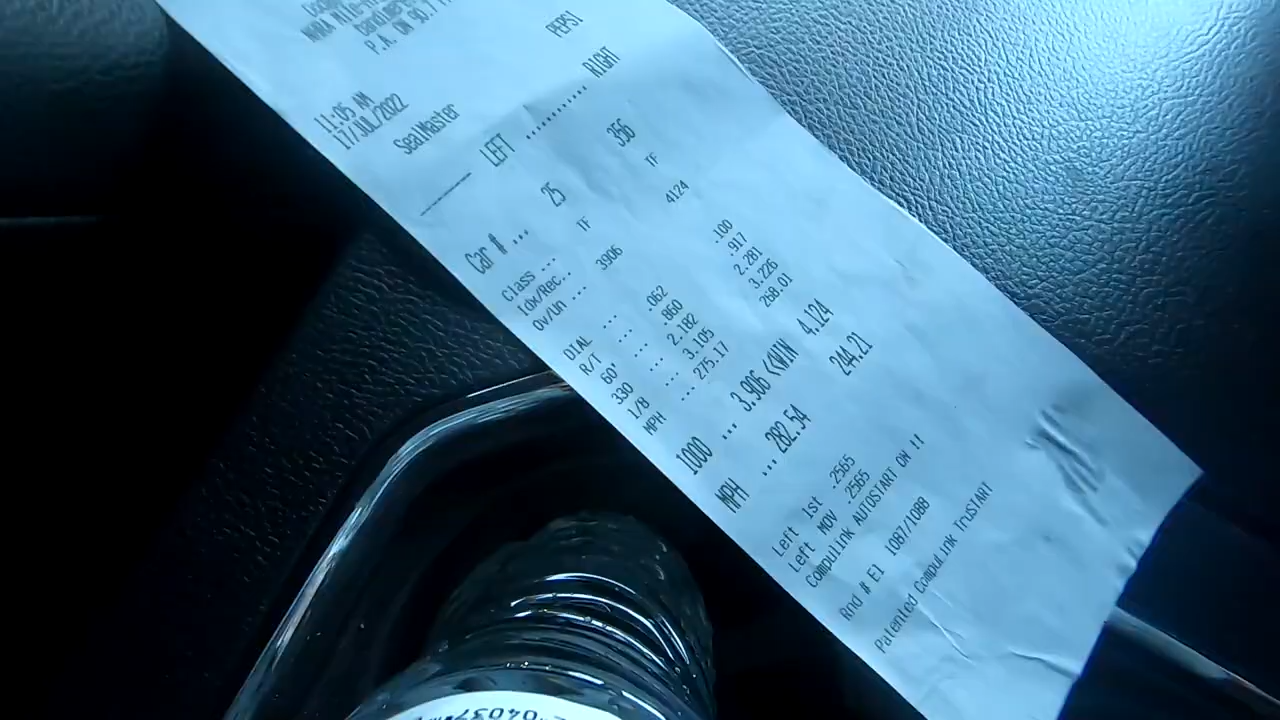 P.A. ON 90.7
11:05 AM PEPSI
17/JUL/2022
SealMaster
LEFT .......... RIGHT
Car # ... 25 356
Class ... TF TF
Idx/Rec.. 3906 4124
Ov/Un ...
DIAL
R/T ... .062 .100
60' ... .860 .917
330 ... 2.182 2.281
1/8 ... 3.105 3.226
MPH ... 275.17 268.01
1000 ... 3.906 <<WIN 4.124
MPH ... 282.54 244.21
Left 1st .2565
Left MOV .2565
Compulink AUTOSTART ON !!
Rnd # E1 1087/1088
Patented CompuLink TruSTART
04037